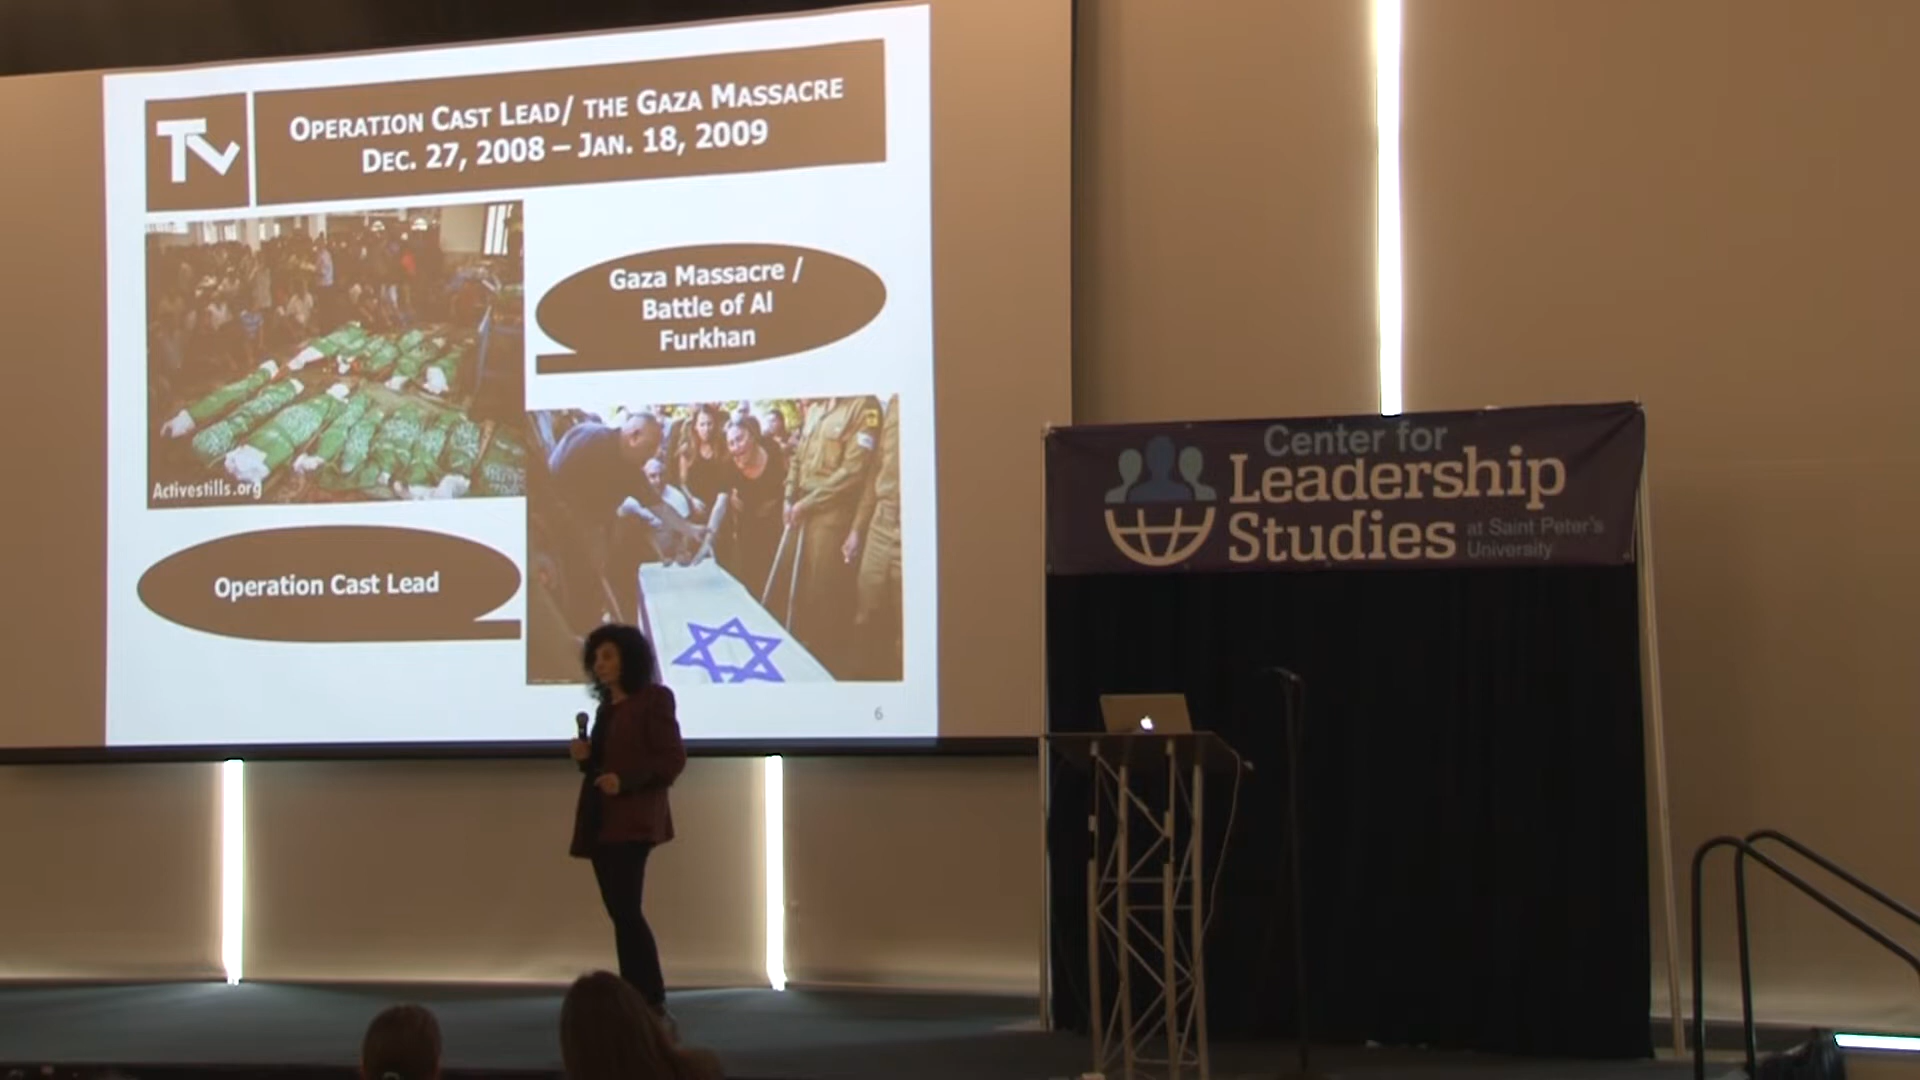 TV
OPERATION CAST LEAD/ THE GAZA MASSACRE
DEC. 27, 2008 – JAN. 18, 2009
Gaza Massacre /
Battle of Al
Furkhan
Activestills.org
Operation Cast Lead
6
Center for
Leadership
Studies
at Saint Peter's
University